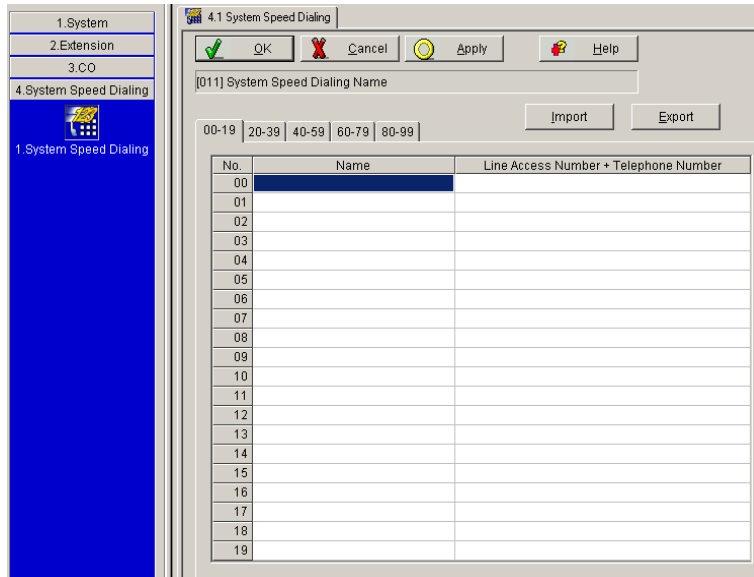 1.System
2.Extension
3.CO
4.System Speed Dialing
1.System Speed Dialing
4.1 System Speed Dialing
OK Cancel Apply Help
[011] System Speed Dialing Name
Import Export
00-19 20-39 40-59 60-79 80-99
No. Name Line Access Number + Telephone Number
00
01
02
03
04
05
06
07
08
09
10
11
12
13
14
15
16
17
18
19